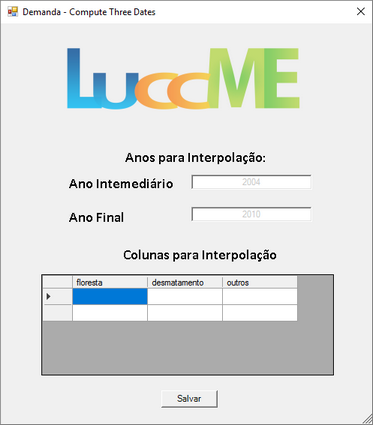 Demanda - Compute Three Dates
LuccME
Anos para Interpolação:
Ano Intemediário 2004
Ano Final 2010
Colunas para Interpolação
floresta desmatamento outros
Salvar